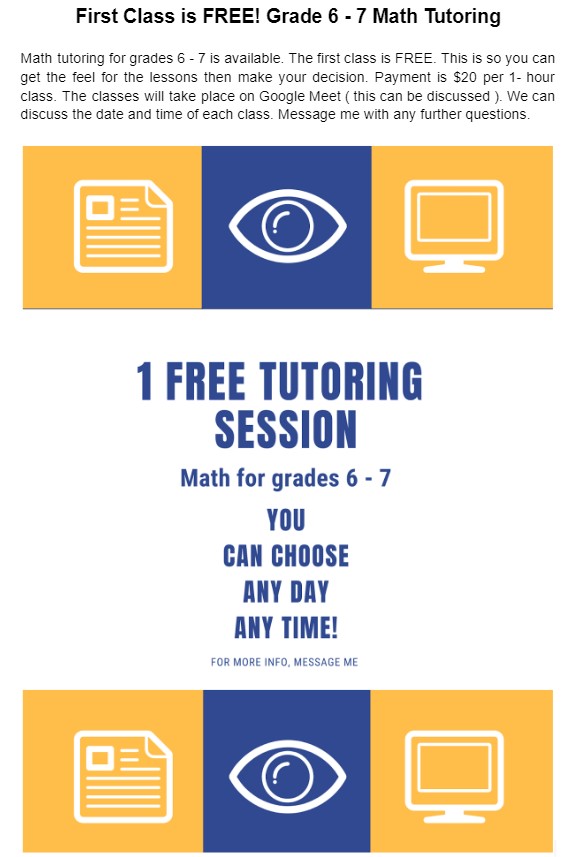 First Class is FREE! Grade 6 - 7 Math Tutoring
Math tutoring for grades 6 - 7 is available. The first class is FREE. This is so you can
get the feel for the lessons then make your decision. Payment is $20 per 1- hour
class. The classes will take place on Google Meet ( this can be discussed ). We can
discuss the date and time of each class. Message me with any further questions.
1 FREE TUTORING
SESSION
Math for grades 6 - 7
YOU
CAN CHOOSE
ANY DAY
ANY TIME!
FOR MORE INFO, MESSAGE ME